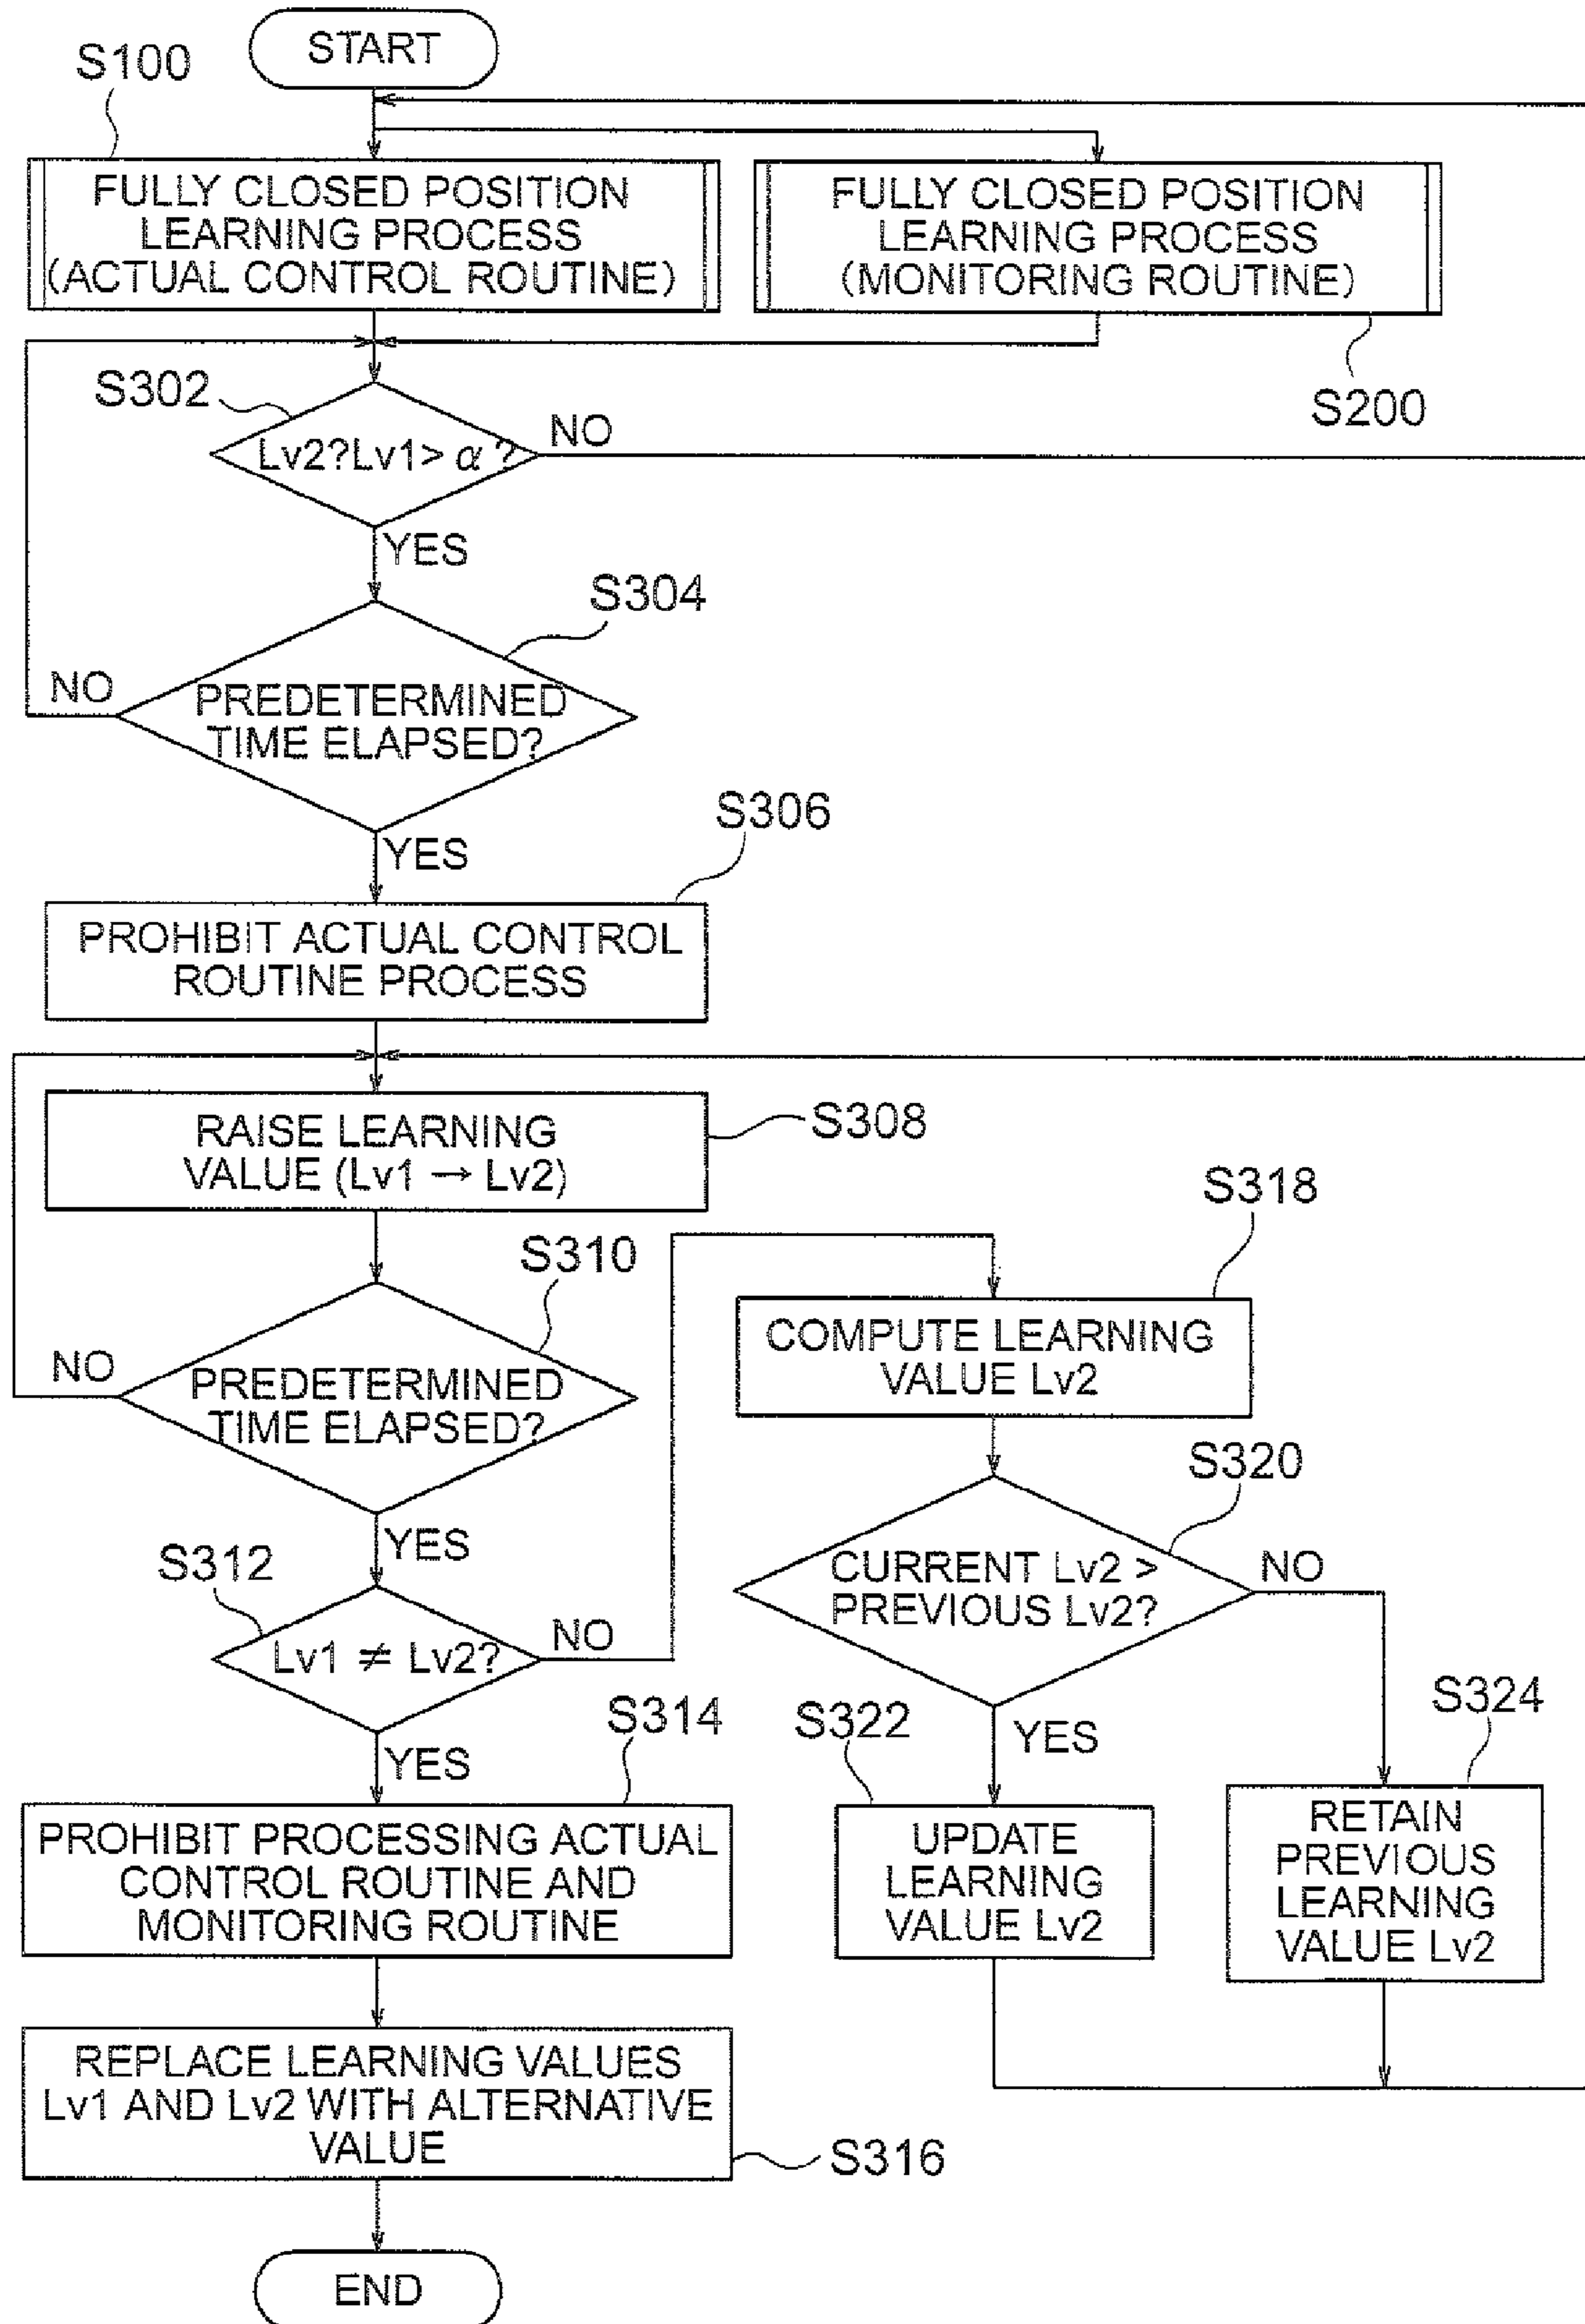 START
S100
FULLY CLOSED POSITION
LEARNING PROCESS
(ACTUAL CONTROL ROUTINE)
FULLY CLOSED POSITION
LEARNING PROCESS
(MONITORING ROUTINE)
S200
S302
Lv2?Lv1> α ?
NO
YES
S304
PREDETERMINED
TIME ELAPSED?
NO
YES
S306
PROHIBIT ACTUAL CONTROL
ROUTINE PROCESS
RAISE LEARNING
VALUE (Lv1 → Lv2)
S308
S310
PREDETERMINED
TIME ELAPSED?
NO
YES
S312
Lv1 ≠ Lv2?
NO
YES
S314
PROHIBIT PROCESSING ACTUAL
CONTROL ROUTINE AND
MONITORING ROUTINE
REPLACE LEARNING VALUES
Lv1 AND Lv2 WITH ALTERNATIVE
VALUE
S316
END
S318
COMPUTE LEARNING
VALUE Lv2
S320
CURRENT Lv2 >
PREVIOUS Lv2?
NO
YES
S322
UPDATE
LEARNING
VALUE Lv2
S324
RETAIN
PREVIOUS
LEARNING
VALUE Lv2